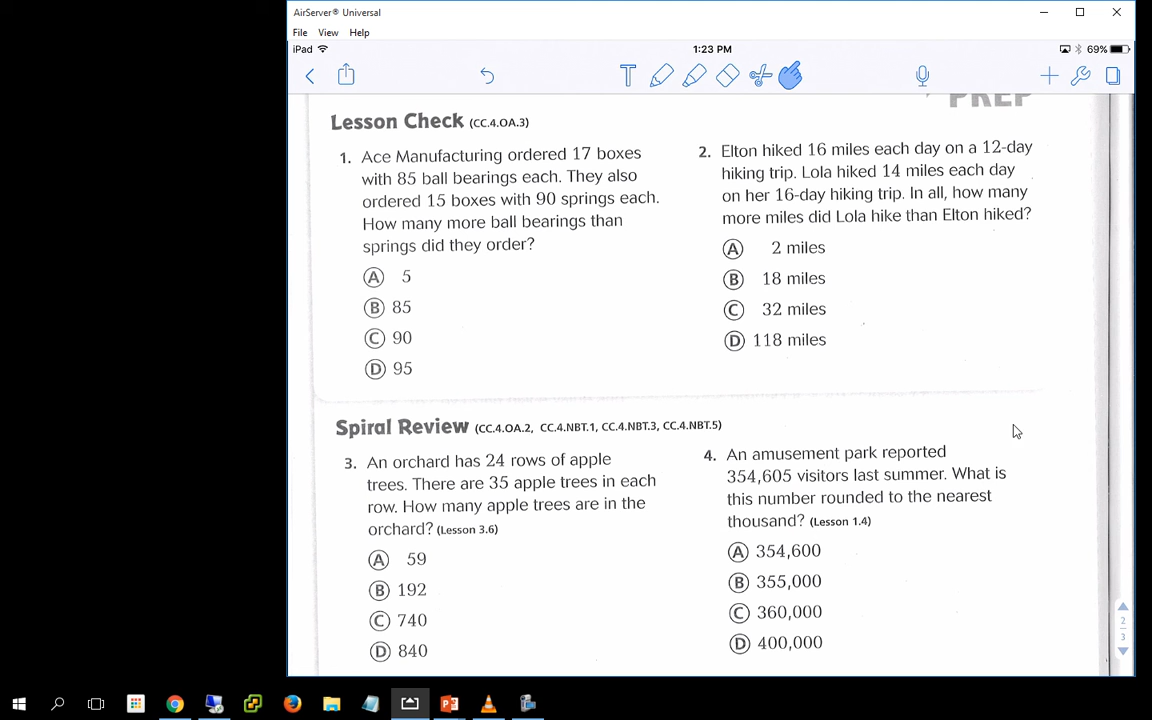 AirServer® Universal
File View Help
iPad 1:23 PM 69%
T
PREP
Lesson Check (CC.4.OA.3)
1. Ace Manufacturing ordered 17 boxes
with 85 ball bearings each. They also
ordered 15 boxes with 90 springs each.
How many more ball bearings than
springs did they order?
A 5
B 85
C 90
D 95
2. Elton hiked 16 miles each day on a 12-day
hiking trip. Lola hiked 14 miles each day
on her 16-day hiking trip. In all, how many
more miles did Lola hike than Elton hiked?
A 2 miles
B 18 miles
C 32 miles
D 118 miles
Spiral Review (CC.4.OA.2, CC.4.NBT.1, CC.4.NBT.3, CC.4.NBT.5)
3. An orchard has 24 rows of apple
trees. There are 35 apple trees in each
row. How many apple trees are in the
orchard? (Lesson 3.6)
A 59
B 192
C 740
D 840
4. An amusement park reported
354,605 visitors last summer. What is
this number rounded to the nearest
thousand? (Lesson 1.4)
A 354,600
B 355,000
C 360,000
D 400,000
2
3